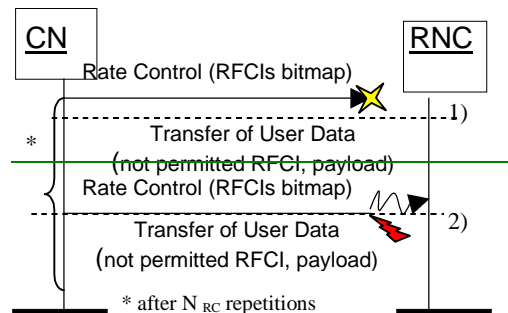 CN
RNC
Rate Control (RFCIs bitmap)
1)
*
Transfer of User Data
(not permitted RFCI, payload)
Rate Control (RFCIs bitmap)
2)
Transfer of User Data
(not permitted RFCI, payload)
* after N RC repetitions